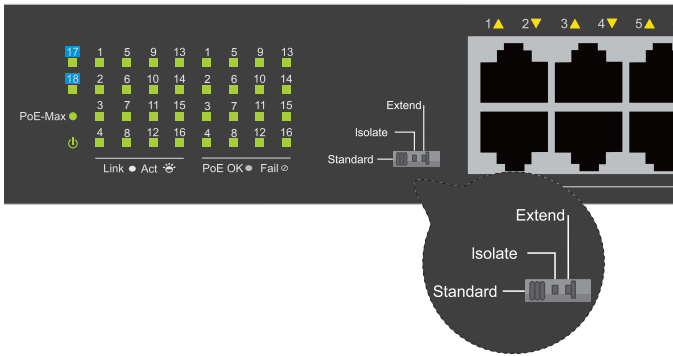 1 2 3 4 5
17 1 5 9 13 1 5 9 13
18 2 6 10 14 2 6 10 14
PoE-Max 3 7 11 15 3 7 11 15
4 8 12 16 4 8 12 16
Link Act PoE OK Fail
Extend
Isolate
Standard
Extend
Isolate
Standard